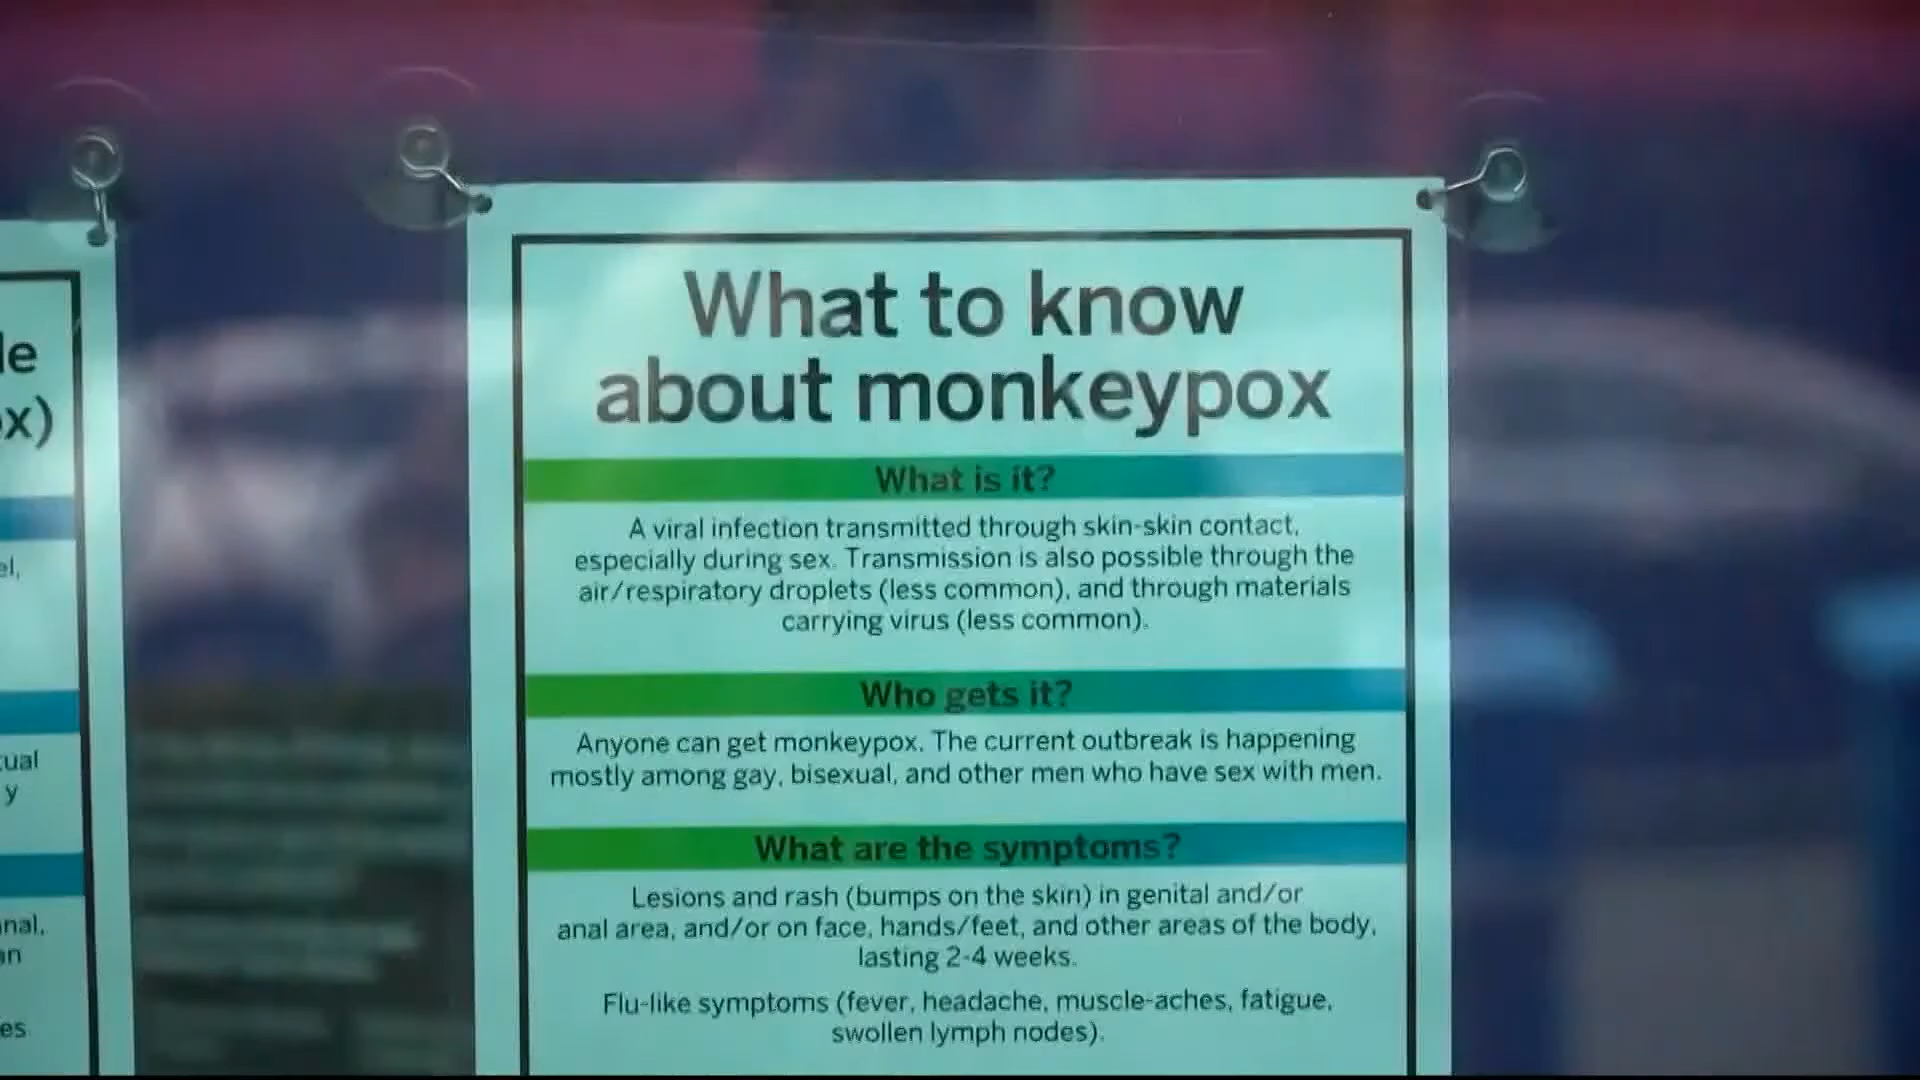 What to know
about monkeypox
What is it?
A viral infection transmitted through skin-skin contact,
especially during sex. Transmission is also possible through the
air/respiratory droplets (less common), and through materials
carrying virus (less common).
Who gets it?
Anyone can get monkeypox. The current outbreak is happening
mostly among gay, bisexual, and other men who have sex with men.
What are the symptoms?
Lesions and rash (bumps on the skin) in genital and/or
anal area, and/or on face, hands/feet, and other areas of the body,
lasting 2-4 weeks.
Flu-like symptoms (fever, headache, muscle-aches, fatigue,
swollen lymph nodes).